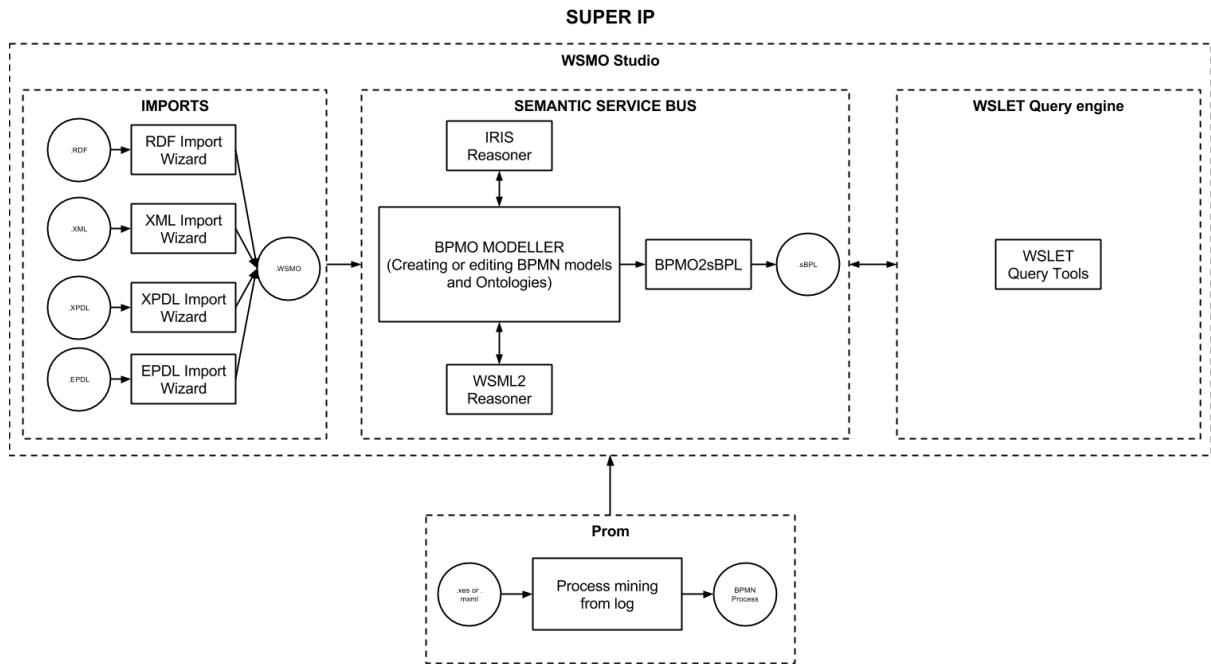 SUPER IP
WSMO Studio
IMPORTS
.RDF
RDF Import
Wizard
.XML
XML Import
Wizard
.WSMO
.XPDL
XPDL Import
Wizard
.EPDL
EPDL Import
Wizard
SEMANTIC SERVICE BUS
IRIS
Reasoner
BPMO MODELLER
(Creating or editing BPMN models
and Ontologies)
BPMO2sBPL
.sBPL
WSML2
Reasoner
WSLET Query engine
WSLET
Query Tools
Prom
.xes or .
mxml
Process mining
from log
BPMN
Process